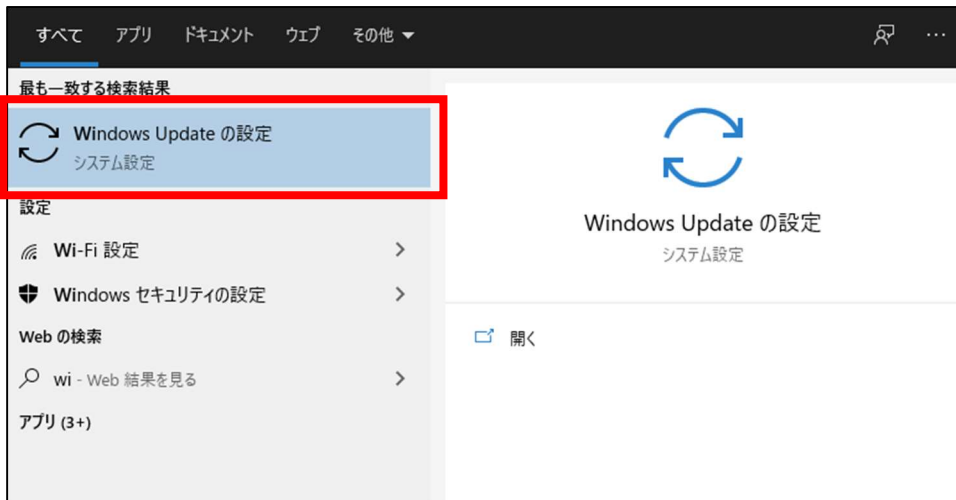 すべて アプリ ドキュメント ウェブ その他
最も一致する検索結果
Windows Update の設定
システム設定
設定
Wi-Fi 設定
Windows セキュリティの設定
Web の検索
wi - Web 結果を見る
アプリ (3+)
Windows Update の設定
システム設定
開く